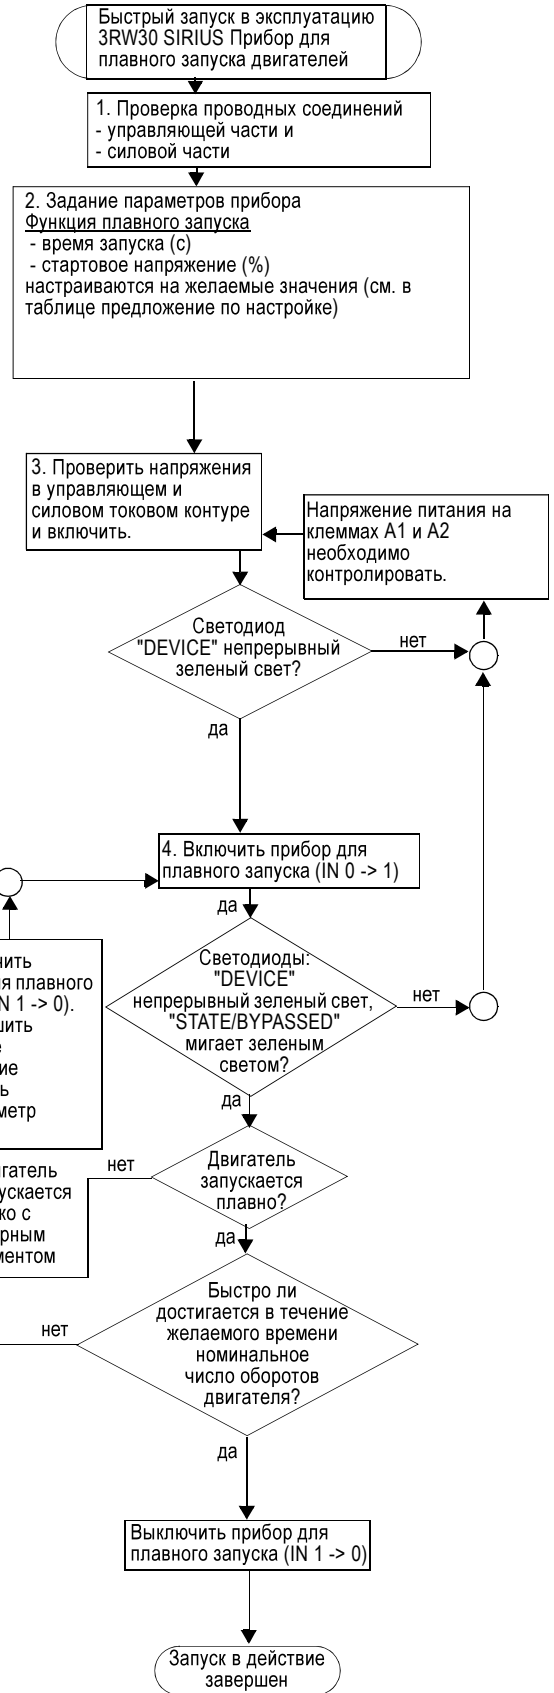 Быстрый запуск в эксплуатацию
3RW30 SIRIUS Прибор для
плавного запуска двигателей
1. Проверка проводных соединений
- управляющей части и
- силовой части
2. Задание параметров прибора
Функция плавного запуска
- время запуска (с)
- стартовое напряжение (%)
настраиваются на желаемые значения (см. в
таблице предложение по настройке)
3. Проверить напряжения
в управляющем и
силовом токовом контуре
и включить.
Напряжение питания на
клеммах A1 и A2
необходимо
контролировать.
Светодиод
"DEVICE" непрерывный
зеленый свет?
нет
да
4. Включить прибор для
плавного запуска (IN 0 -> 1)
да
Светодиоды:
"DEVICE"
непрерывный зеленый свет,
"STATE/BYPASSED"
мигает зеленым
светом?
нет
плавного
1 -> 0).
да
Двигатель
запускается
плавно?
нет
с
да
Быстро ли
достигается в течение
желаемого времени
номинальное
число оборотов
двигателя?
нет
да
Выключить прибор для
плавного запуска (IN 1 -> 0)
Запуск в действие
завершен